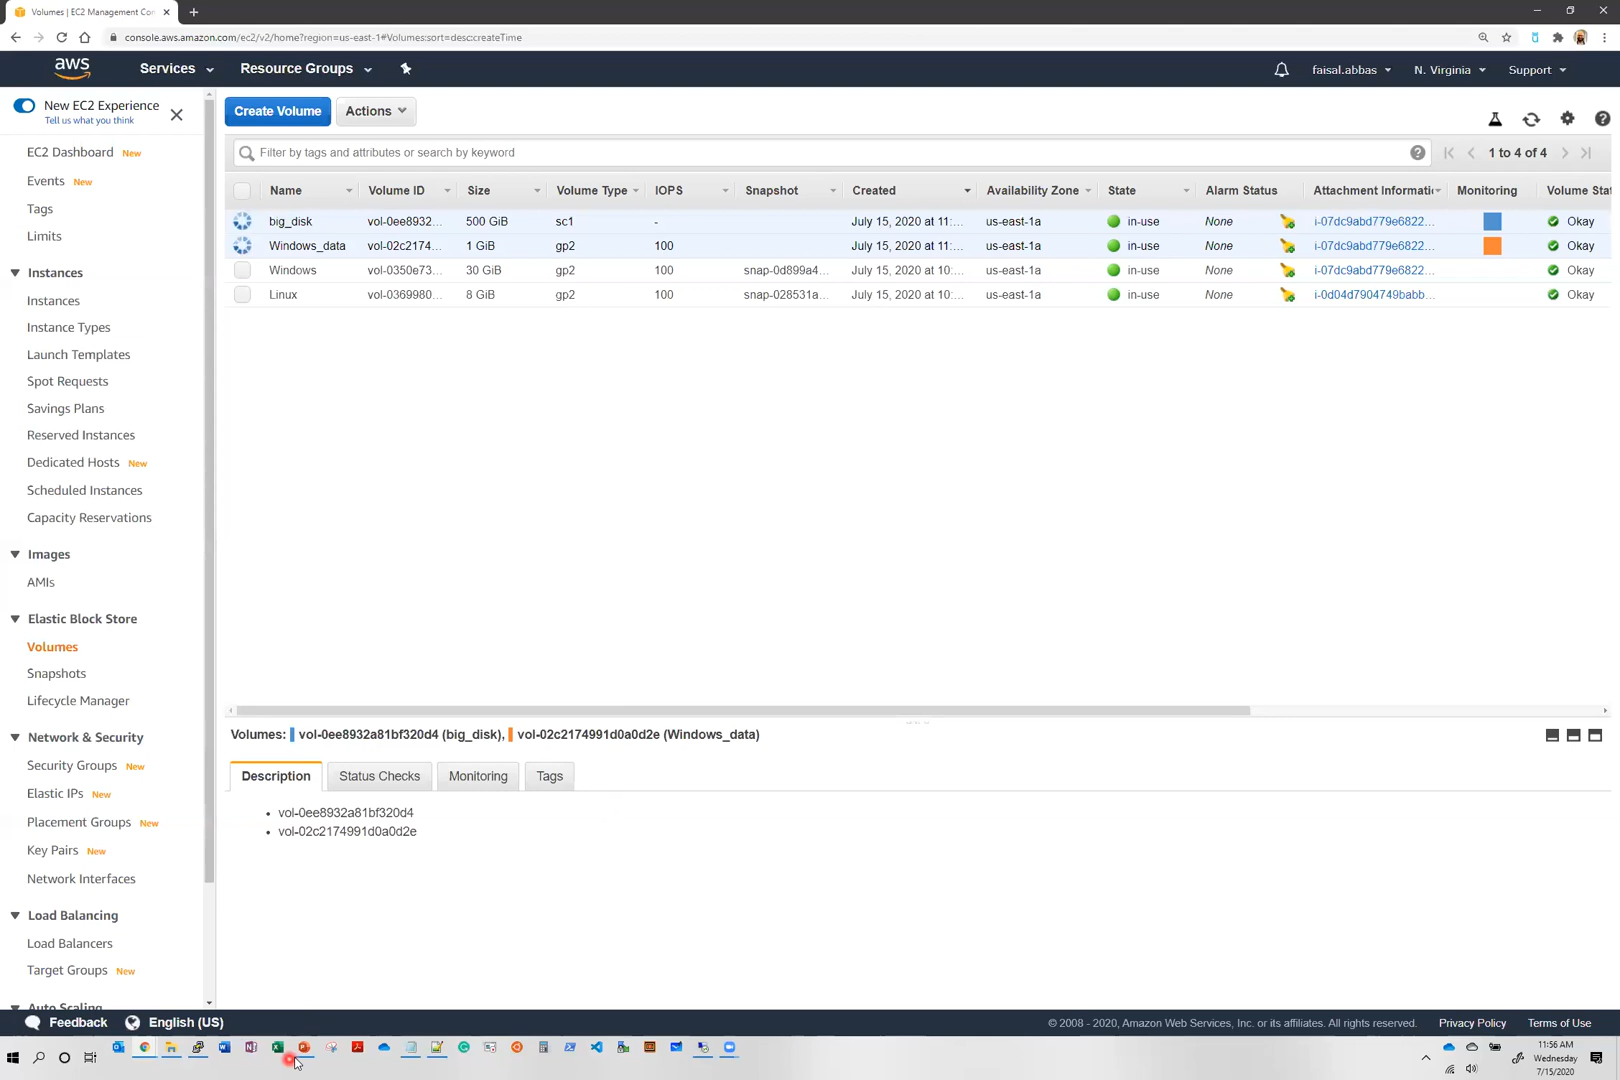 Volumes | EC2 Management Con
console.aws.amazon.com/ec2/v2/home?region=us-east-1#Volumes:sort=desc:createTime
aws
Services
Resource Groups
faisal.abbas
N. Virginia
Support
New EC2 Experience
Tell us what you think
EC2 Dashboard New
Events New
Tags
Limits
Instances
Instances
Instance Types
Launch Templates
Spot Requests
Savings Plans
Reserved Instances
Dedicated Hosts New
Scheduled Instances
Capacity Reservations
Images
AMIs
Elastic Block Store
Volumes
Snapshots
Lifecycle Manager
Network & Security
Security Groups New
Elastic IPs New
Placement Groups New
Key Pairs New
Network Interfaces
Load Balancing
Load Balancers
Target Groups New
Auto Scaling
Create Volume
Actions
Filter by tags and attributes or search by keyword
1 to 4 of 4
Name Volume ID Size Volume Type IOPS Snapshot Created Availability Zone State Alarm Status Attachment Informati Monitoring Volume Stat
big_disk vol-0ee8932... 500 GiB sc1 - July 15, 2020 at 11:... us-east-1a in-use None i-07dc9abd779e6822... Okay
Windows_data vol-02c2174... 1 GiB gp2 100 July 15, 2020 at 11:... us-east-1a in-use None i-07dc9abd779e6822... Okay
Windows vol-0350e73... 30 GiB gp2 100 snap-0d899a4... July 15, 2020 at 10:... us-east-1a in-use None i-07dc9abd779e6822... Okay
Linux vol-0369980... 8 GiB gp2 100 snap-028531a... July 15, 2020 at 10:... us-east-1a in-use None i-0d04d7904749babb... Okay
Volumes: vol-0ee8932a81bf320d4 (big_disk), vol-02c2174991d0a0d2e (Windows_data)
Description
Status Checks
Monitoring
Tags
• vol-0ee8932a81bf320d4
• vol-02c2174991d0a0d2e
Feedback
English (US)
© 2008 - 2020, Amazon Web Services, Inc. or its affiliates. All rights reserved.
Privacy Policy
Terms of Use
11:56 AM
Wednesday
7/15/2020